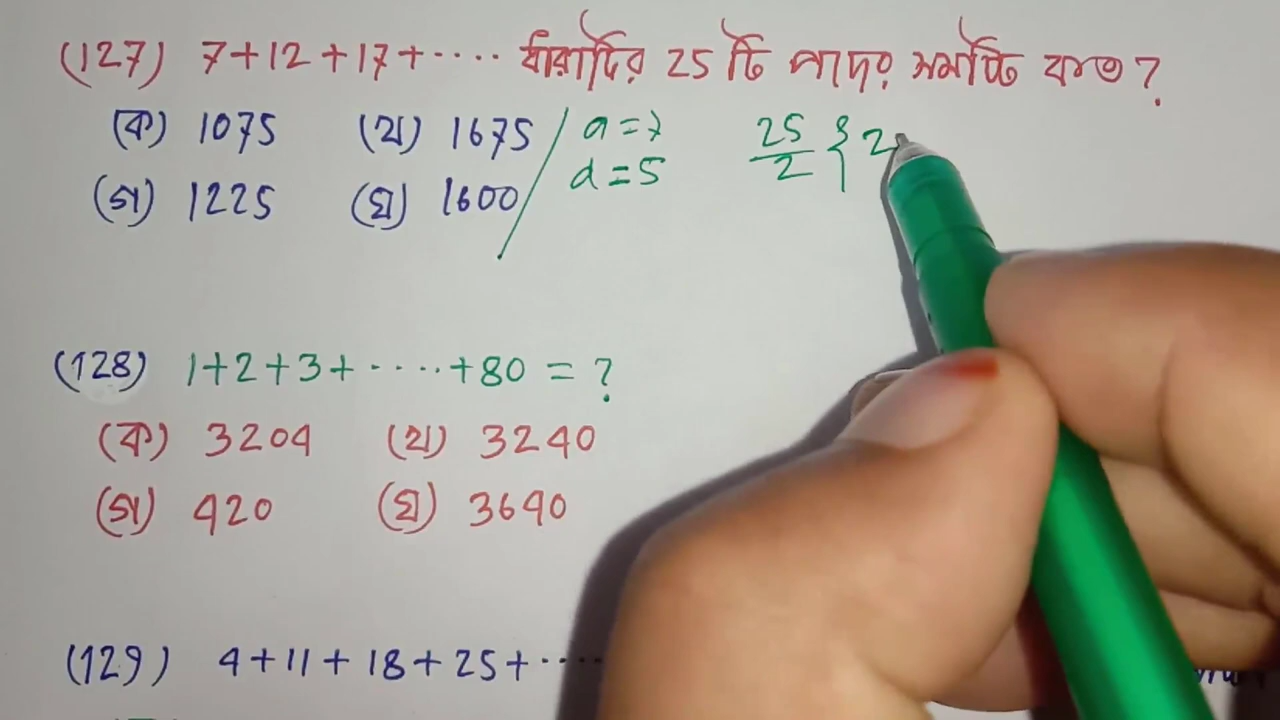 (127) 7+12+17+····· ধারাটির 25 টি পদের সমষ্টি কত?
(ক) 1075 (খ) 1675
(গ) 1225 (ঘ) 1600
a = 7
d = 5
25/2 { 2
(128) 1+2+3+·····+80 = ?
(ক) 3204 (খ) 3240
(গ) 420 (ঘ) 3640
(129) 4+11+18+25+····